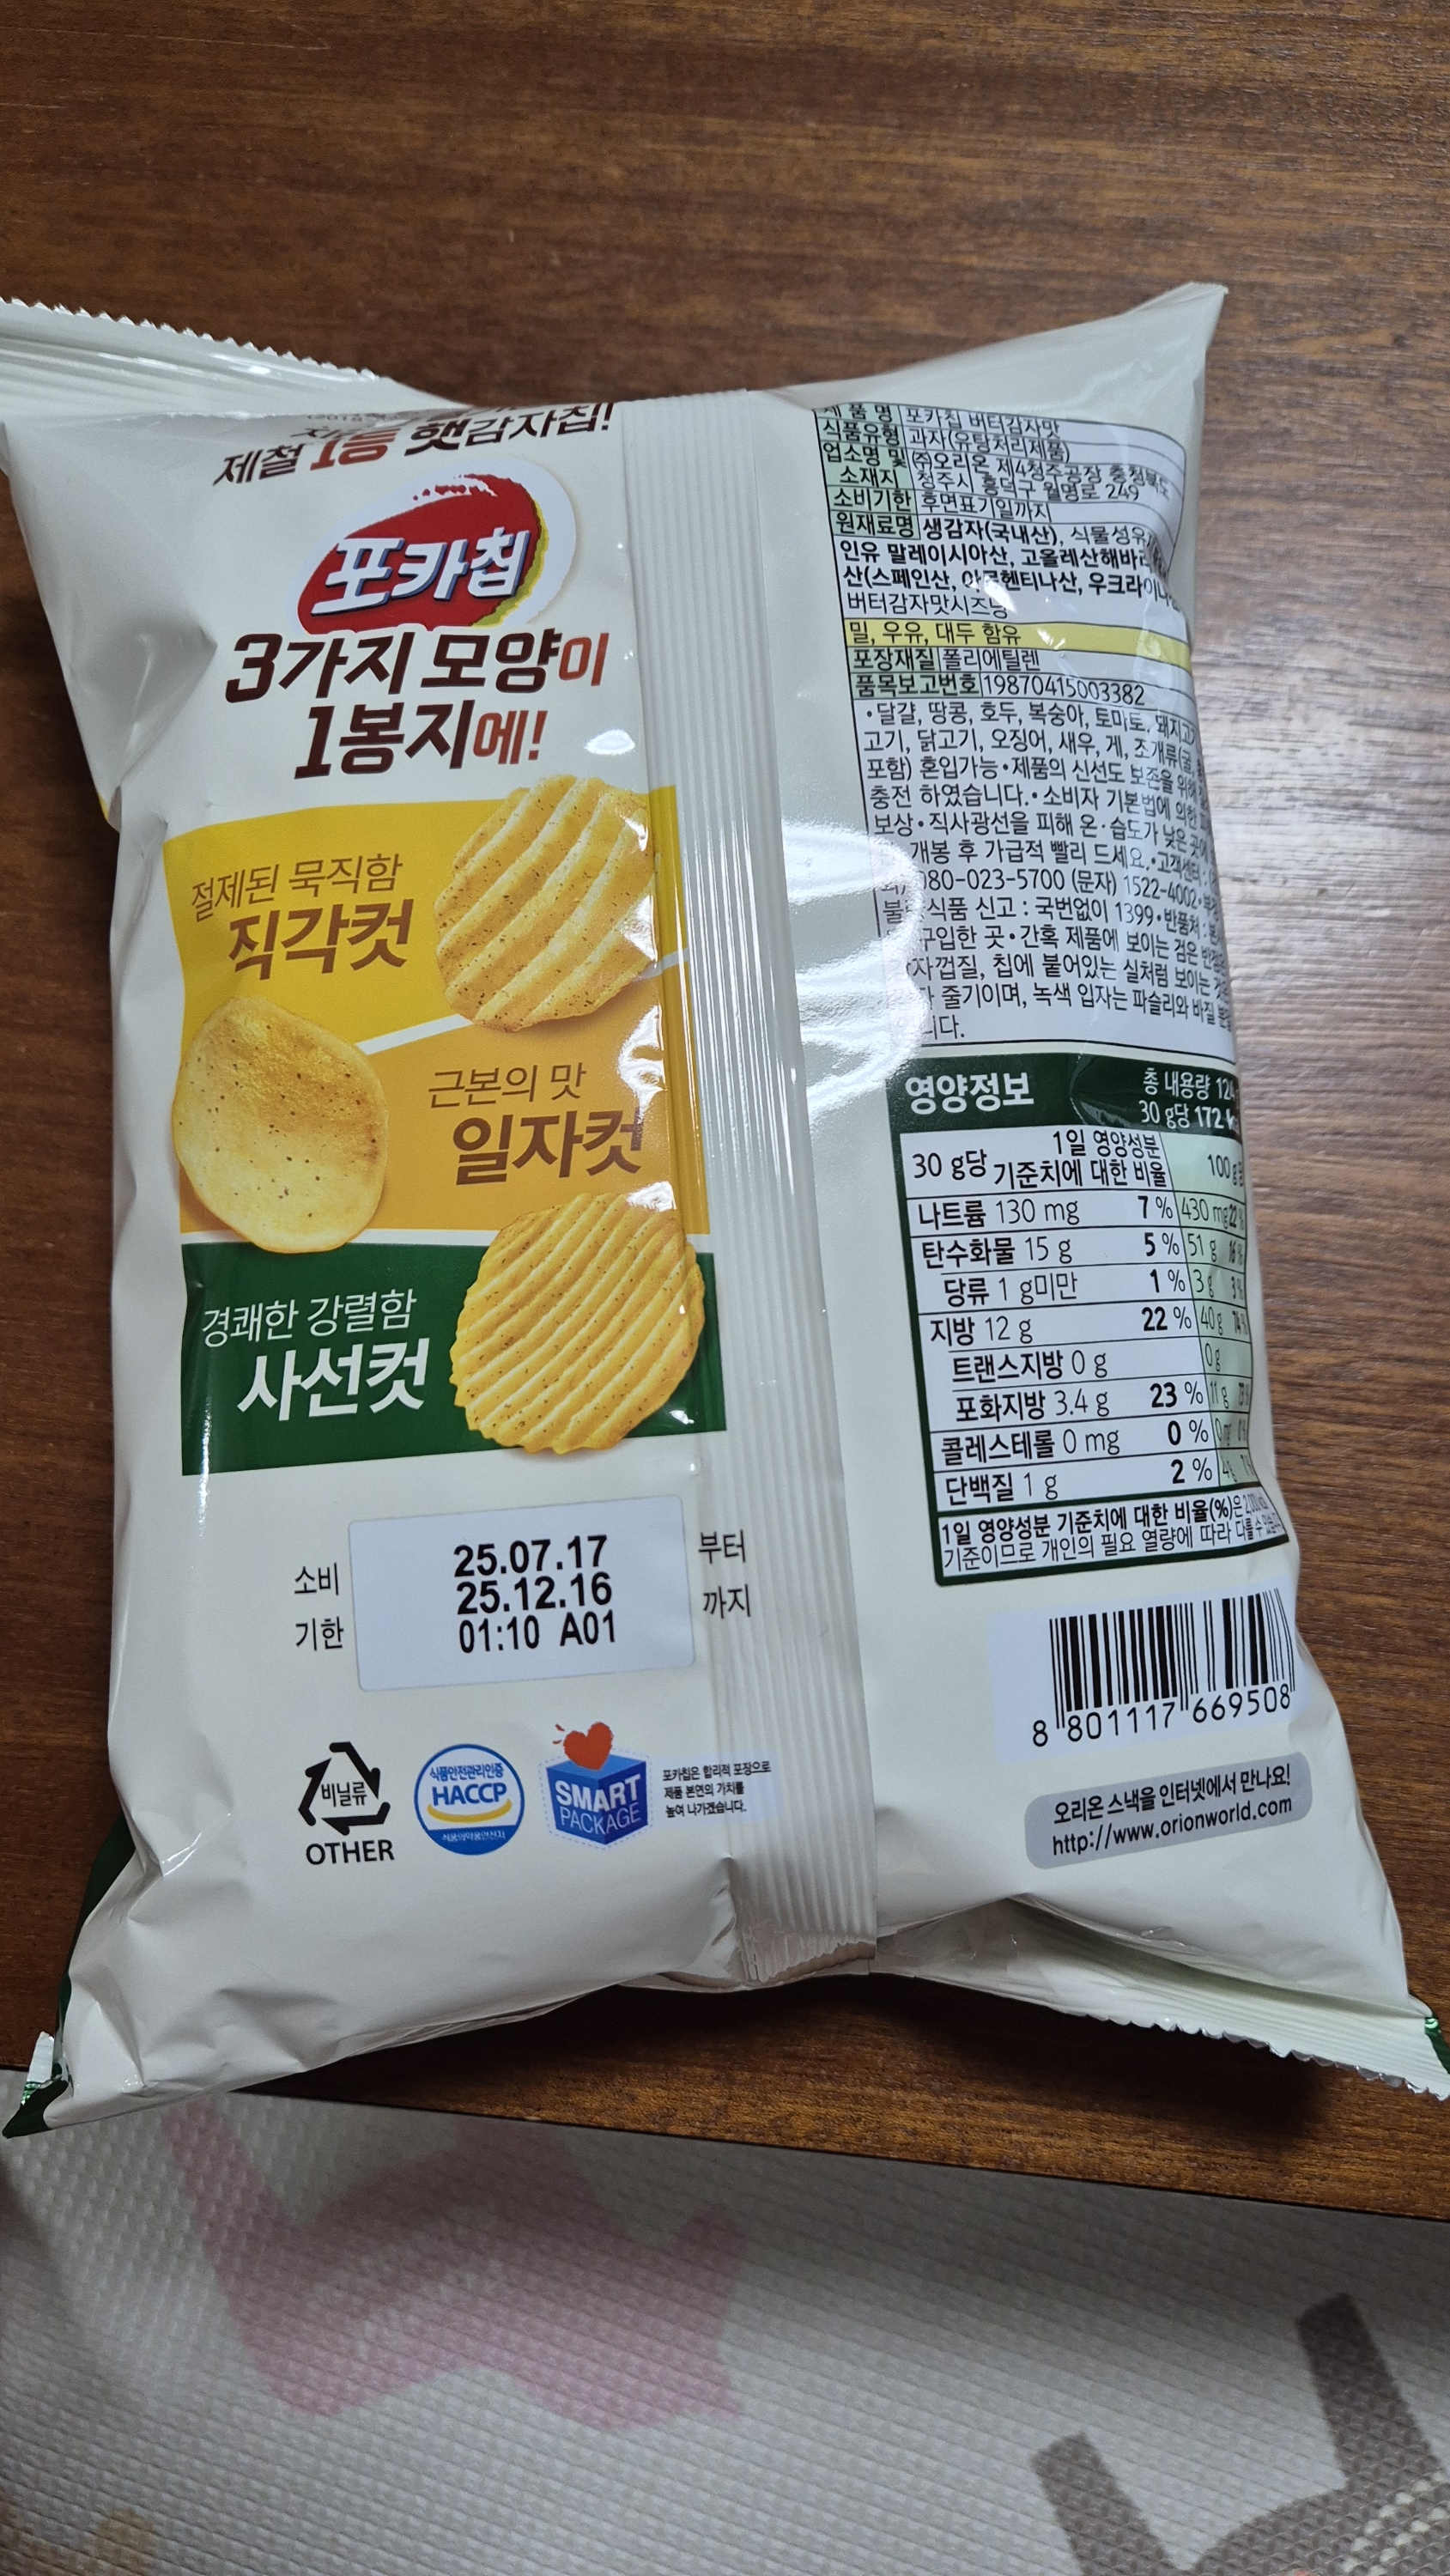 제철 1등 햇감자칩!
포카칩
3가지 모양이
1봉지에!
절제된 묵직함
직각컷
근본의 맛
일자컷
경쾌한 강렬함
사선컷
소비
기한
25.07.17
25.12.16
01:10 A01
부터
까지
비닐류
OTHER
식품안전관리인증
HACCP
식품의약품안전처
SMART
PACKAGE
포카칩은 합리적 포장으로
제품 본연의 가치를
높여 나가겠습니다.
제품명 포카칩 버터감자맛
식품유형 과자(유탕처리제품)
업소명 및 소재지 ㈜오리온 제4청주공장 충청북도
청주시 흥덕구 월명로 249
소비기한 후면표기일까지
원재료명 생감자(국내산), 식물성유
인유 말레이시아산, 고올레산해바라
산(스페인산, 아르헨티나산, 우크라이나
버터감자맛시즈닝
밀, 우유, 대두 함유
포장재질 폴리에틸렌
품목보고번호 19870415003382
•달걀, 땅콩, 호두, 복숭아, 토마토, 돼지고기
고기, 닭고기, 오징어, 새우, 게, 조개류(굴,
포함) 혼입가능•제품의 신선도 보존을 위해
충전 하였습니다.•소비자 기본법에 의한
보상•직사광선을 피해 온·습도가 낮은 곳에
개봉 후 가급적 빨리 드세요.•고객센터 :
080-023-5700 (문자) 1522-4002•
식품 신고 : 국번없이 1399•반품처 :
구입한 곳•간혹 제품에 보이는 검은 반점은
자껍질, 칩에 붙어있는 실처럼 보이는 것은
줄기이며, 녹색 입자는 파슬리와 바질
니다.
영양정보
총 내용량 124
30 g당 172
30 g당
1일 영양성분
기준치에 대한 비율
100 g당
나트륨 130 mg 7 % 430 mg 22 %
탄수화물 15 g 5 % 51 g 16 %
당류 1 g미만 1 % 3 g 3 %
지방 12 g 22 % 40 g 74 %
트랜스지방 0 g 0 g
포화지방 3.4 g 23 % 11 g 73 %
콜레스테롤 0 mg 0 %
단백질 1 g 2 %
1일 영양성분 기준치에 대한 비율(%)은 2,000
기준이므로 개인의 필요 열량에 따라 다를 수
8 801117 669508
오리온 스낵을 인터넷에서 만나요!
http://www.orionworld.com